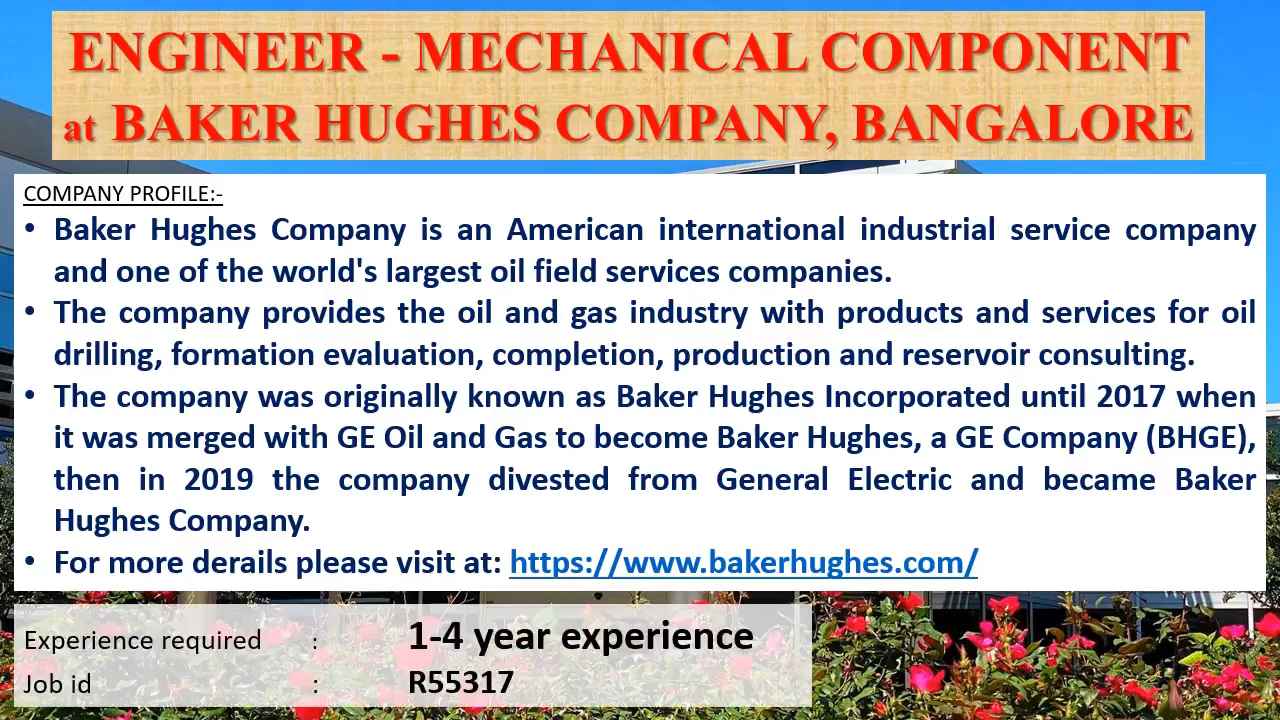 ENGINEER - MECHANICAL COMPONENT
at BAKER HUGHES COMPANY, BANGALORE
COMPANY PROFILE:-
• Baker Hughes Company is an American international industrial service company
and one of the world's largest oil field services companies.
• The company provides the oil and gas industry with products and services for oil
drilling, formation evaluation, completion, production and reservoir consulting.
• The company was originally known as Baker Hughes Incorporated until 2017 when
it was merged with GE Oil and Gas to become Baker Hughes, a GE Company (BHGE),
then in 2019 the company divested from General Electric and became Baker
Hughes Company.
• For more derails please visit at: https://www.bakerhughes.com/
Experience required : 1-4 year experience
Job id : R55317